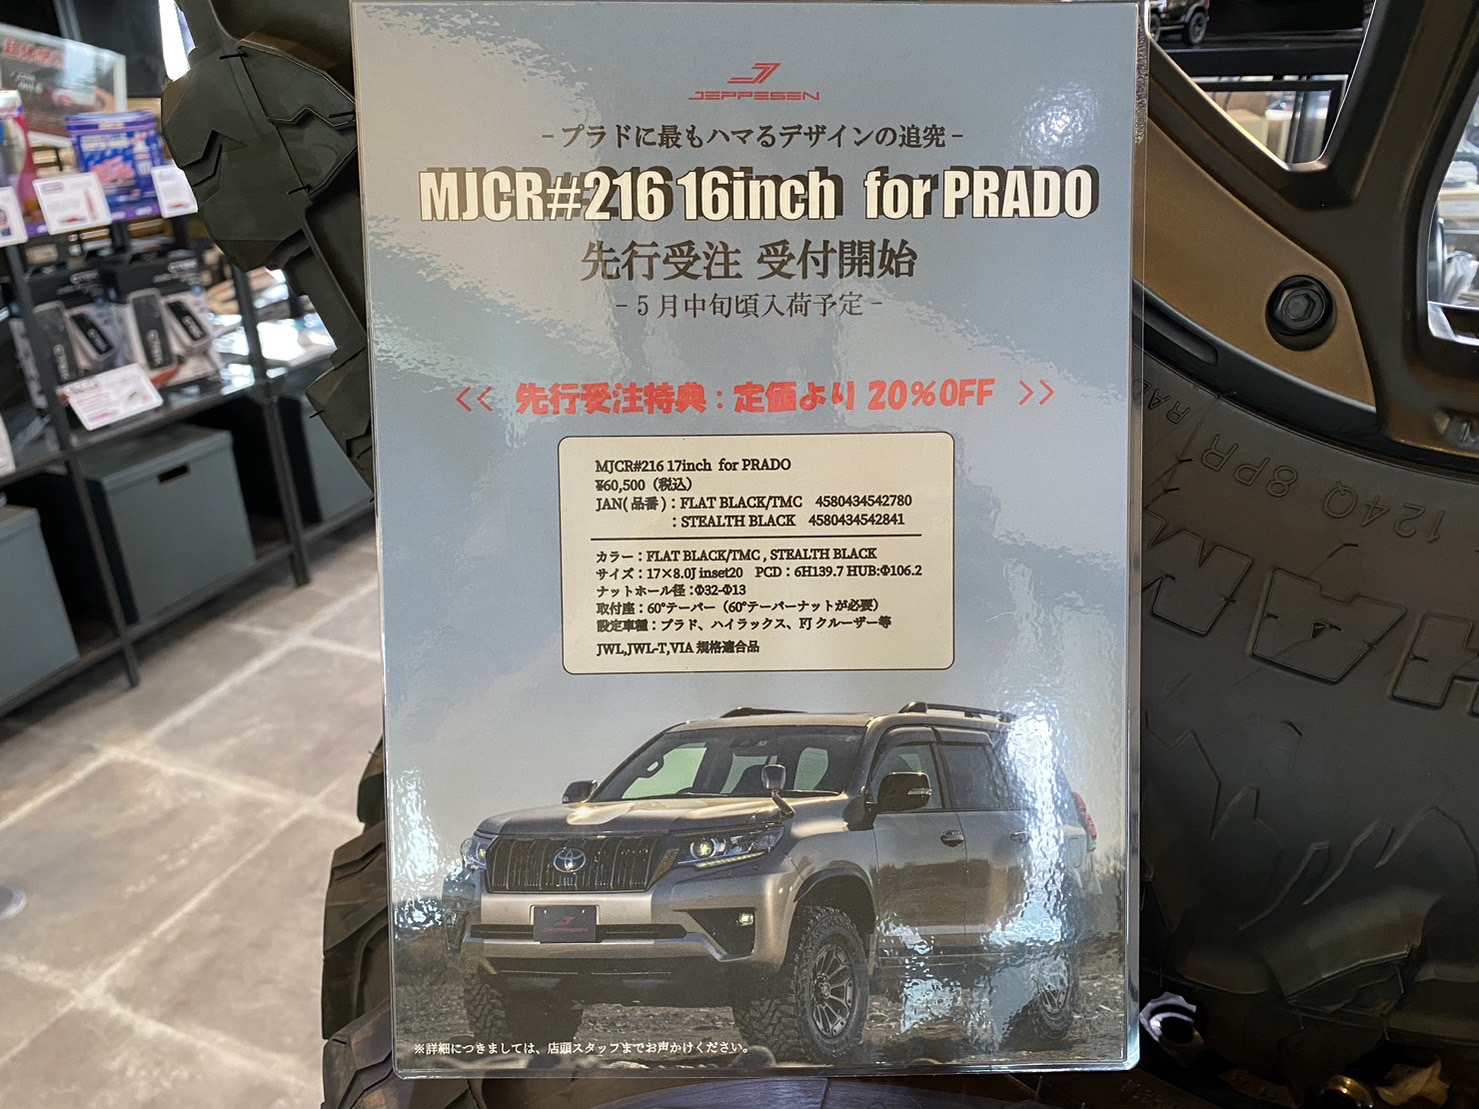 JEPPESEN
- プラドに最もハマるデザインの追究 -
MJCR#216 16inch for PRADO
先行受注 受付開始
- 5月中旬頃入荷予定 -
<< 先行受注特典：定価より 20%OFF >>
MJCR#216 17inch for PRADO
¥60,500（税込）
JAN(品番)：FLAT BLACK/TMC 4580434542780
：STEALTH BLACK 4580434542841
カラー：FLAT BLACK/TMC , STEALTH BLACK
サイズ：17×8.0J inset20 PCD：6H139.7 HUB:Φ106.2
ナットホール径：Φ32-Φ13
取付座：60°テーパー（60°テーパーナットが必要）
設定車種：プラド、ハイラックス、FJクルーザー等
JWL,JWL-T,VIA 規格適合品
JEPPESEN
※詳細につきましては、店頭スタッフまでお声かけください。
124Q 8PR RAD